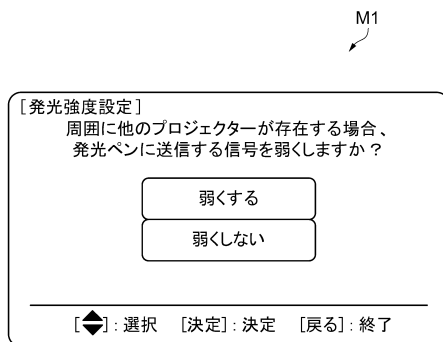 M1
[発光強度設定]
周囲に他のプロジェクターが存在する場合、
発光ペンに送信する信号を弱くしますか？
弱くする
弱くしない
[◆]：選択 [決定]：決定 [戻る]：終了